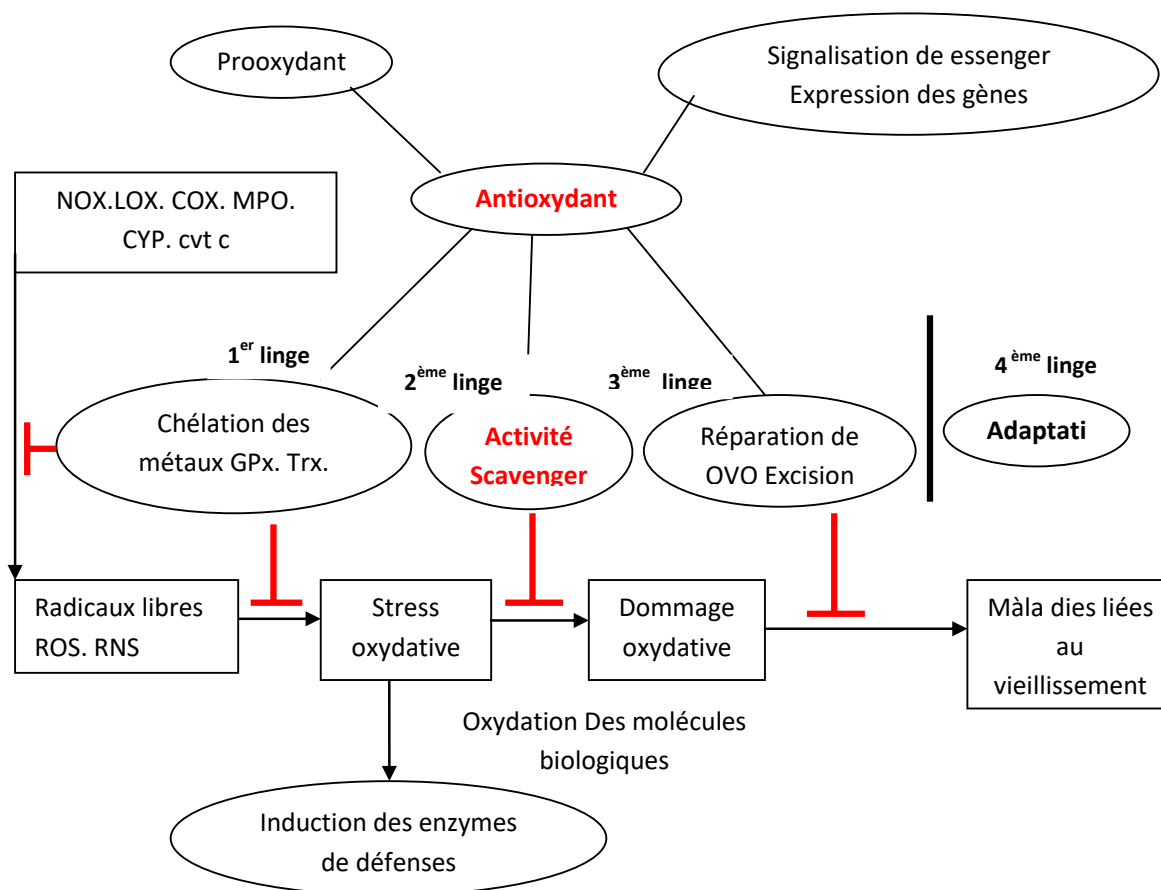 Prooxydant
Signalisation de essenger
Expression des gènes
Antioxydant
NOX.LOX. COX. MPO.
CYP. cvt c
1er linge
2ème linge
3ème linge
4 ème linge
Chélation des
métaux GPx. Trx.
Activité
Scavenger
Réparation de
OVO Excision
Adaptati
Radicaux libres
ROS. RNS
Stress
oxydative
Dommage
oxydative
Màla dies liées
au
vieillissement
Oxydation Des molécules
biologiques
Induction des enzymes
de défenses